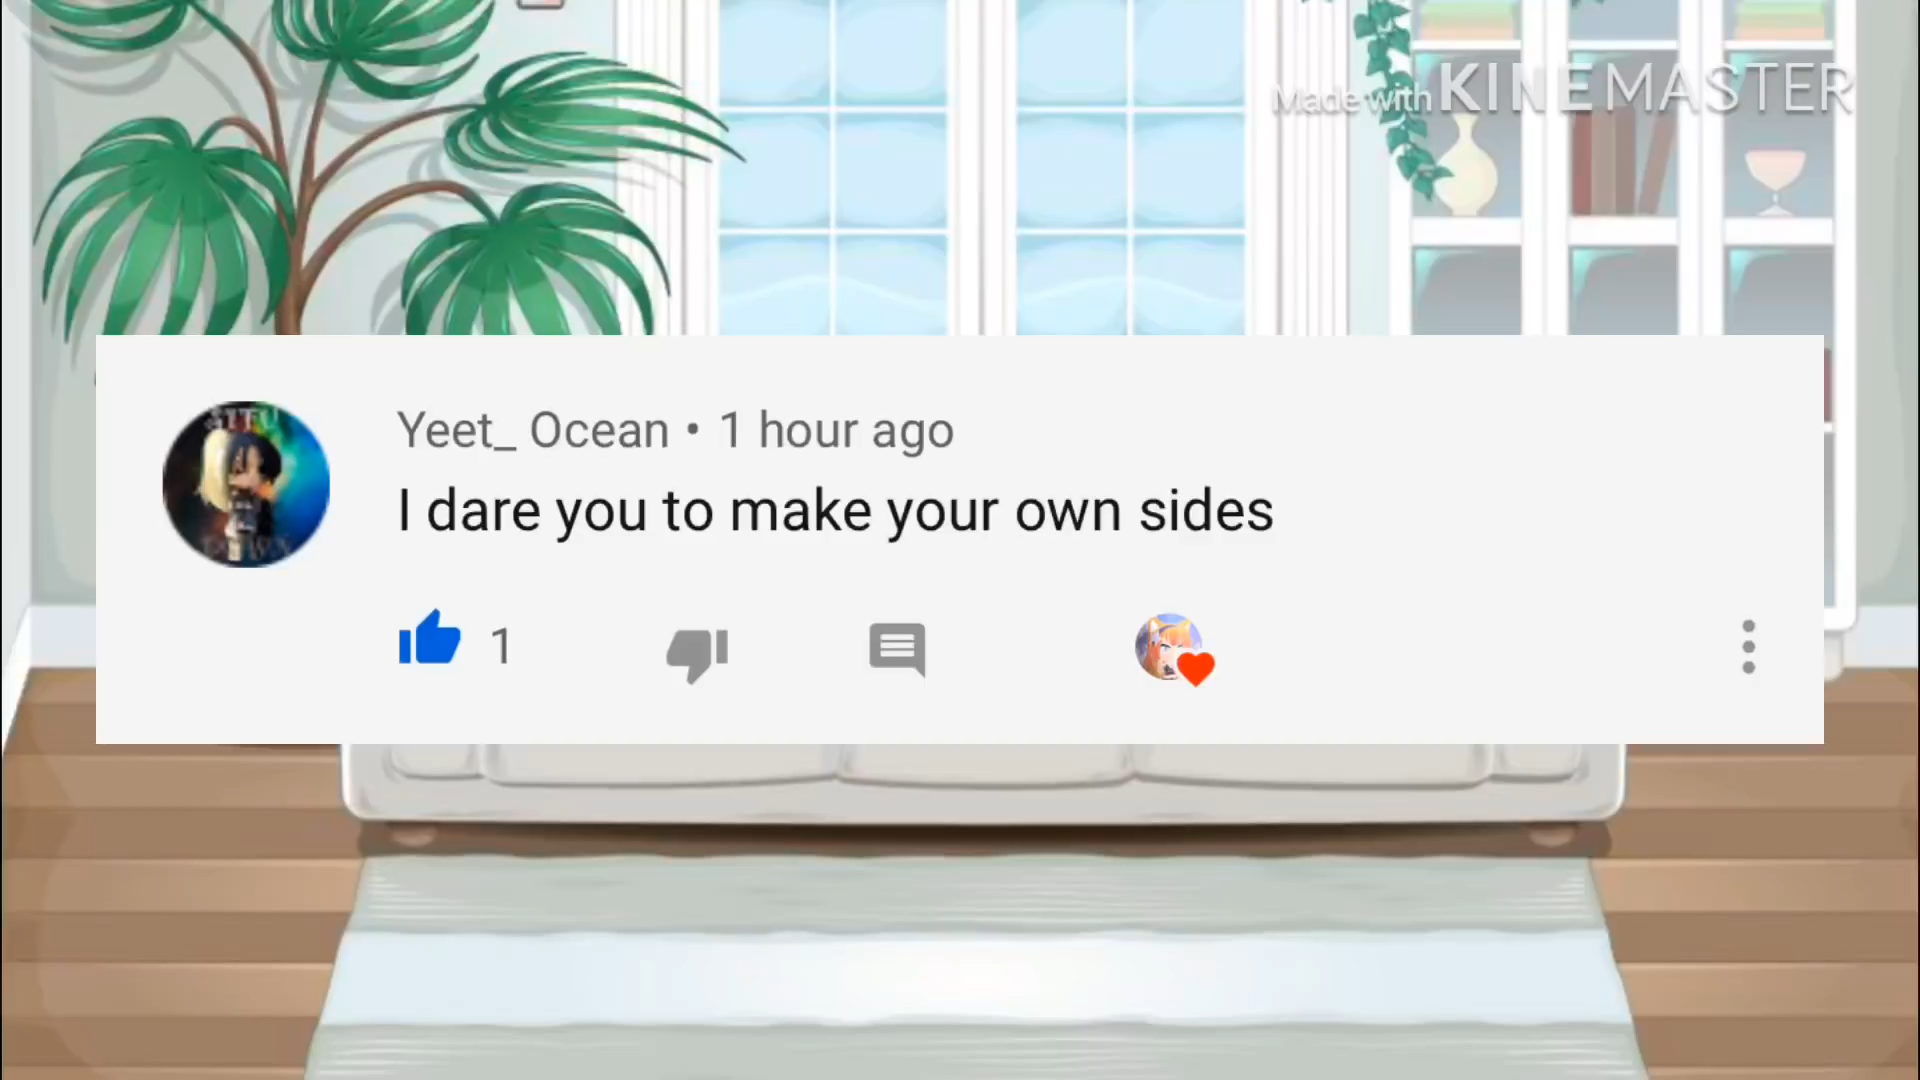 Made with KINEMASTER
Yeet_ Ocean • 1 hour ago
I dare you to make your own sides
1